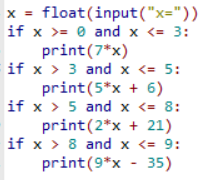 x = float(input("x="))
if x >= 0 and x <= 3:
    print(7*x)
if x > 3 and x <= 5:
    print(5*x + 6)
if x > 5 and x <= 8:
    print(2*x + 21)
if x > 8 and x <= 9:
    print(9*x - 35)